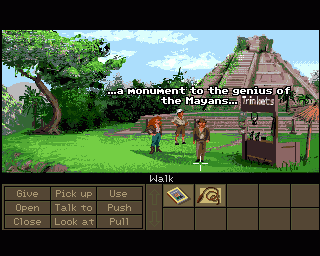 ...a monument to the genius of
the Mayans...
Trinkets
Walk
Give Pick up Use
Open Talk to Push
Close Look at Pull